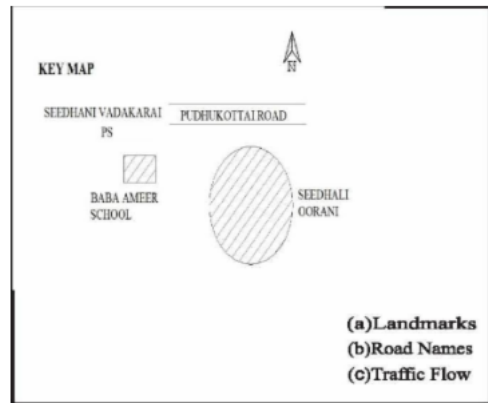 N
KEY MAP
SEEDHANI VADAKARAI
PS
PUDHUKOTTAI ROAD
BABA AMEER
SCHOOL
SEEDHALI
OORANI
(a)Landmarks
(b)Road Names
(c)Traffic Flow